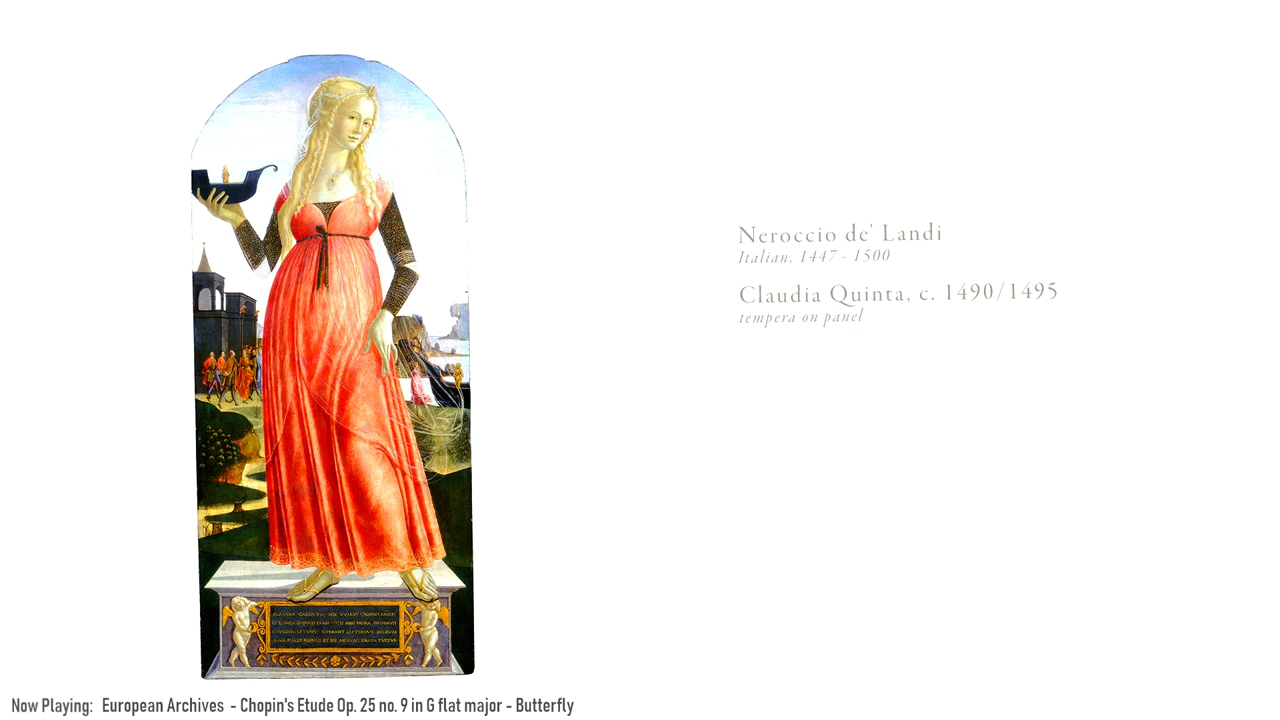 Neroccio de' Landi
Italian, 1447 - 1500
Claudia Quinta, c. 1490/1495
tempera on panel
Now Playing: European Archives - Chopin's Etude Op. 25 no. 9 in G flat major - Butterfly